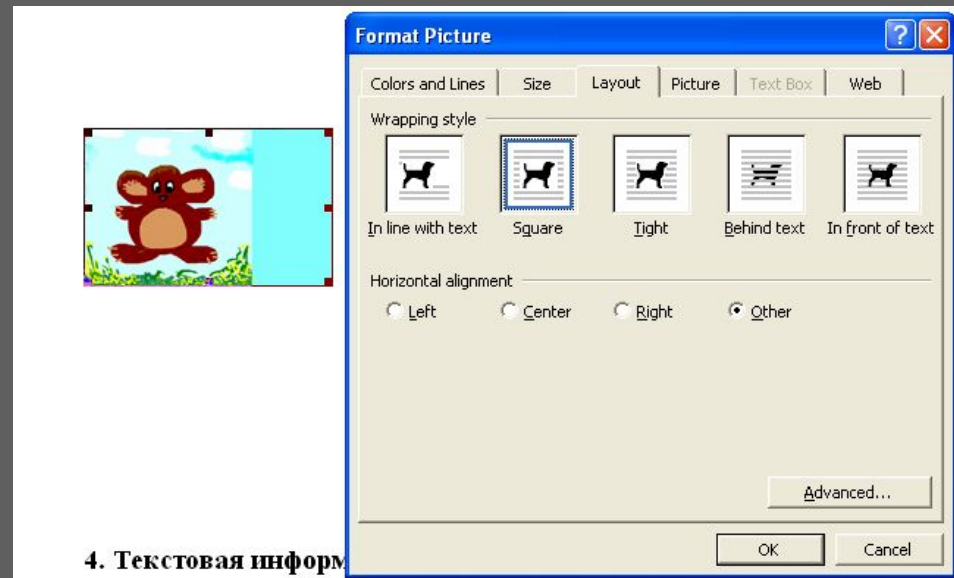 Format Picture
Colors and Lines Size Layout Picture Text Box Web
Wrapping style
In line with text Square Tight Behind text In front of text
Horizontal alignment
Left Center Right Other
Advanced...
OK Cancel
4. Текстовая информ